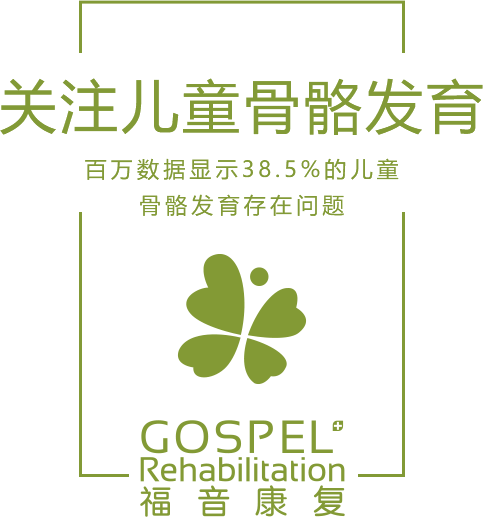 关注儿童骨骼发育
百万数据显示38.5%的儿童
骨骼发育存在问题
GOSPEL
Rehabilitation
福音康复